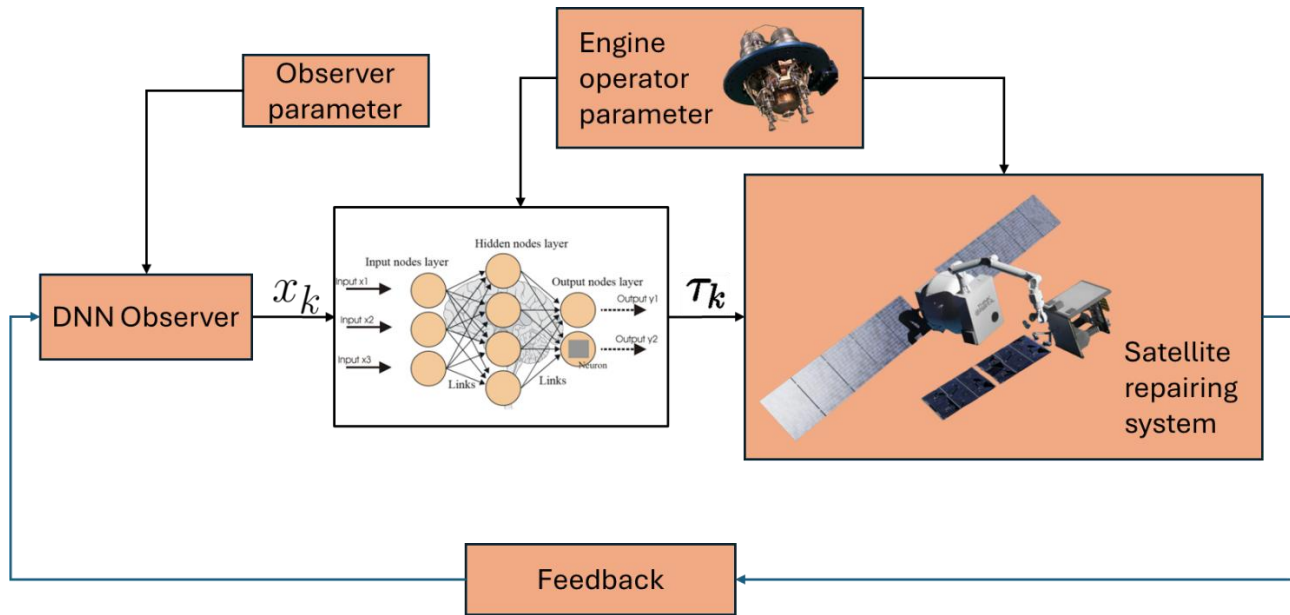 Observer
parameter
Engine
operator
parameter
DNN Observer
x_k
Hidden nodes layer
Input nodes layer
Output nodes layer
Input x1
Input x2
Input x3
Output y1
Output y2
Neuron
Links
Links
τ_k
Satellite
repairing
system
Feedback